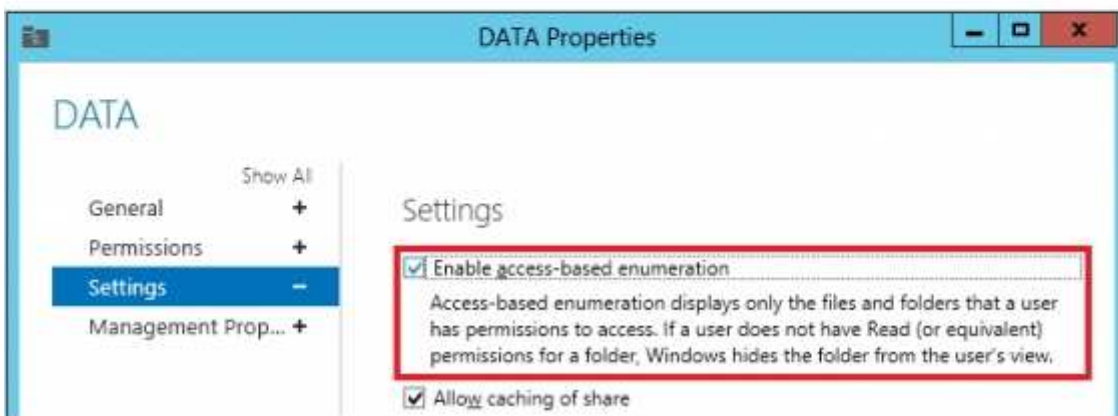 DATA Properties
DATA
Show All
General +
Permissions +
Settings –
Management Prop... +
Settings
Enable access-based enumeration
Access-based enumeration displays only the files and folders that a user
has permissions to access. If a user does not have Read (or equivalent)
permissions for a folder, Windows hides the folder from the user's view.
Allow caching of share